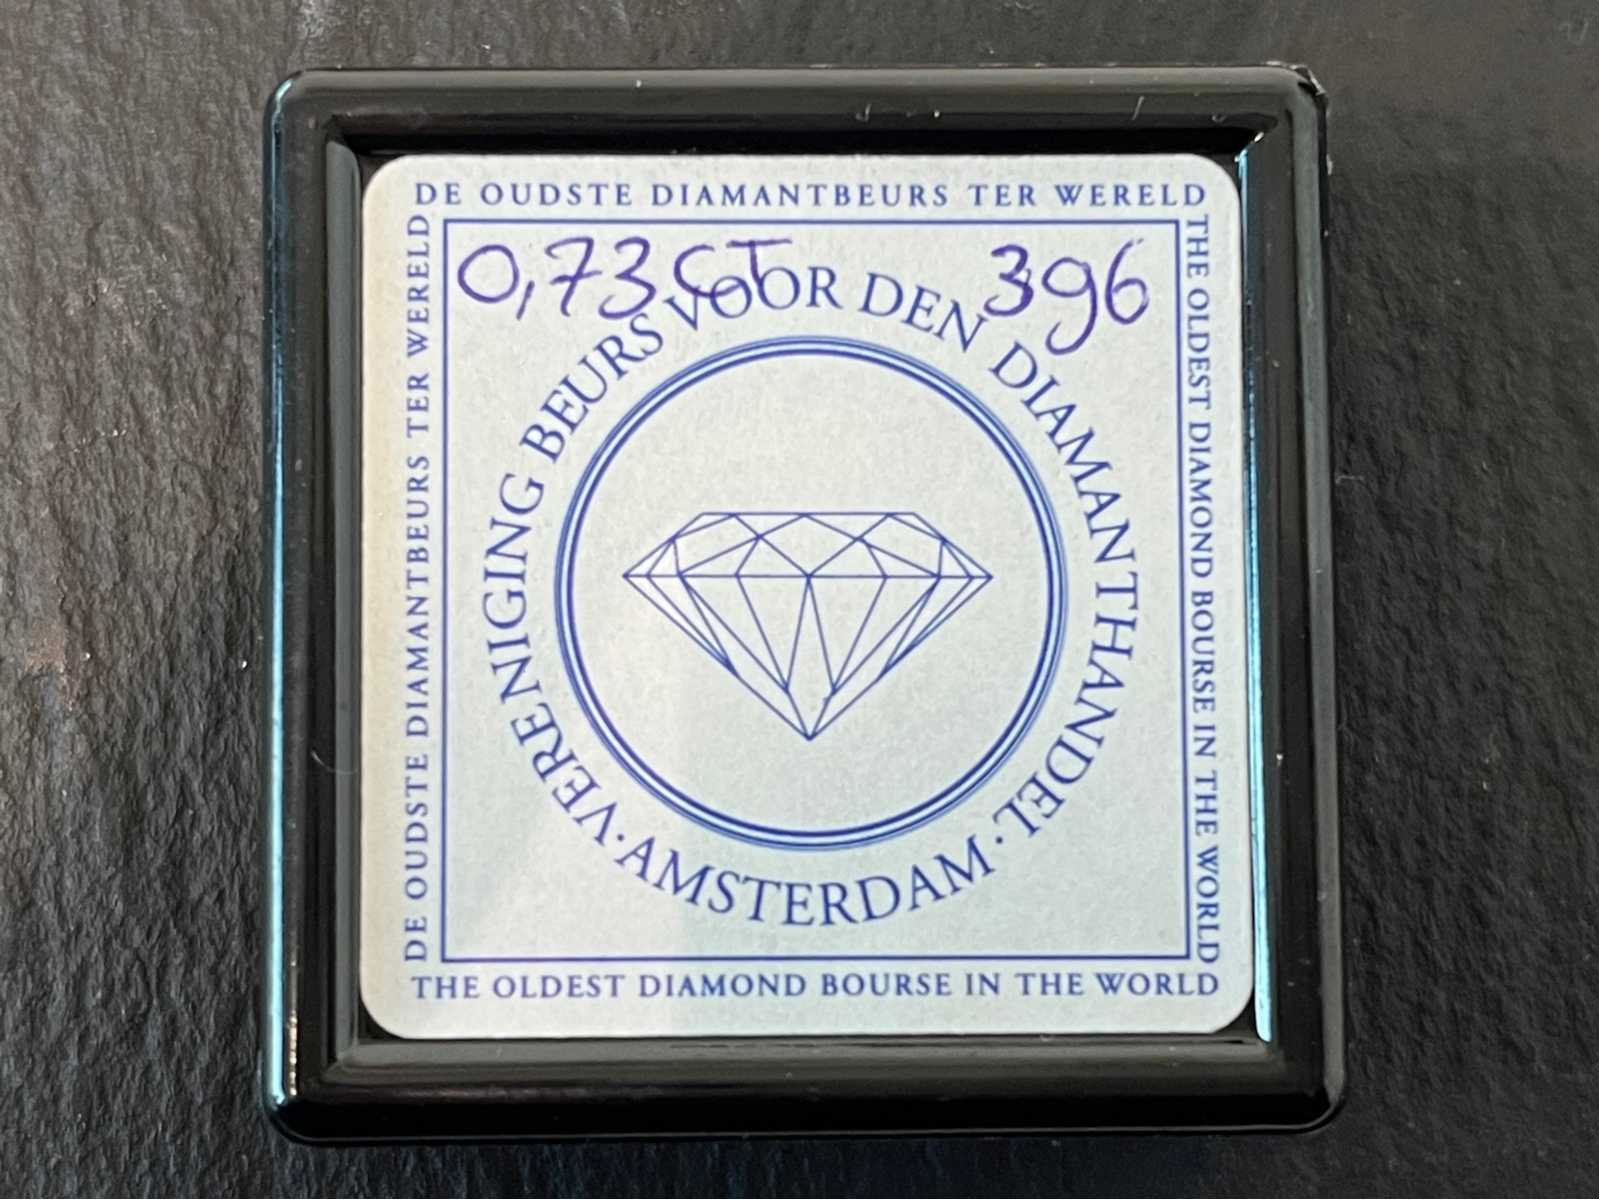 DE OUDSTE DIAMANTBEURS TER WERELD
0,73 CT 396
VERENIGING BEURS VOOR DEN DIAMANTHANDEL · AMSTERDAM ·
DE OUDSTE DIAMANTBEURS TER WERELD
THE OLDEST DIAMOND BOURSE IN THE WORLD
THE OLDEST DIAMOND BOURSE IN THE WORLD